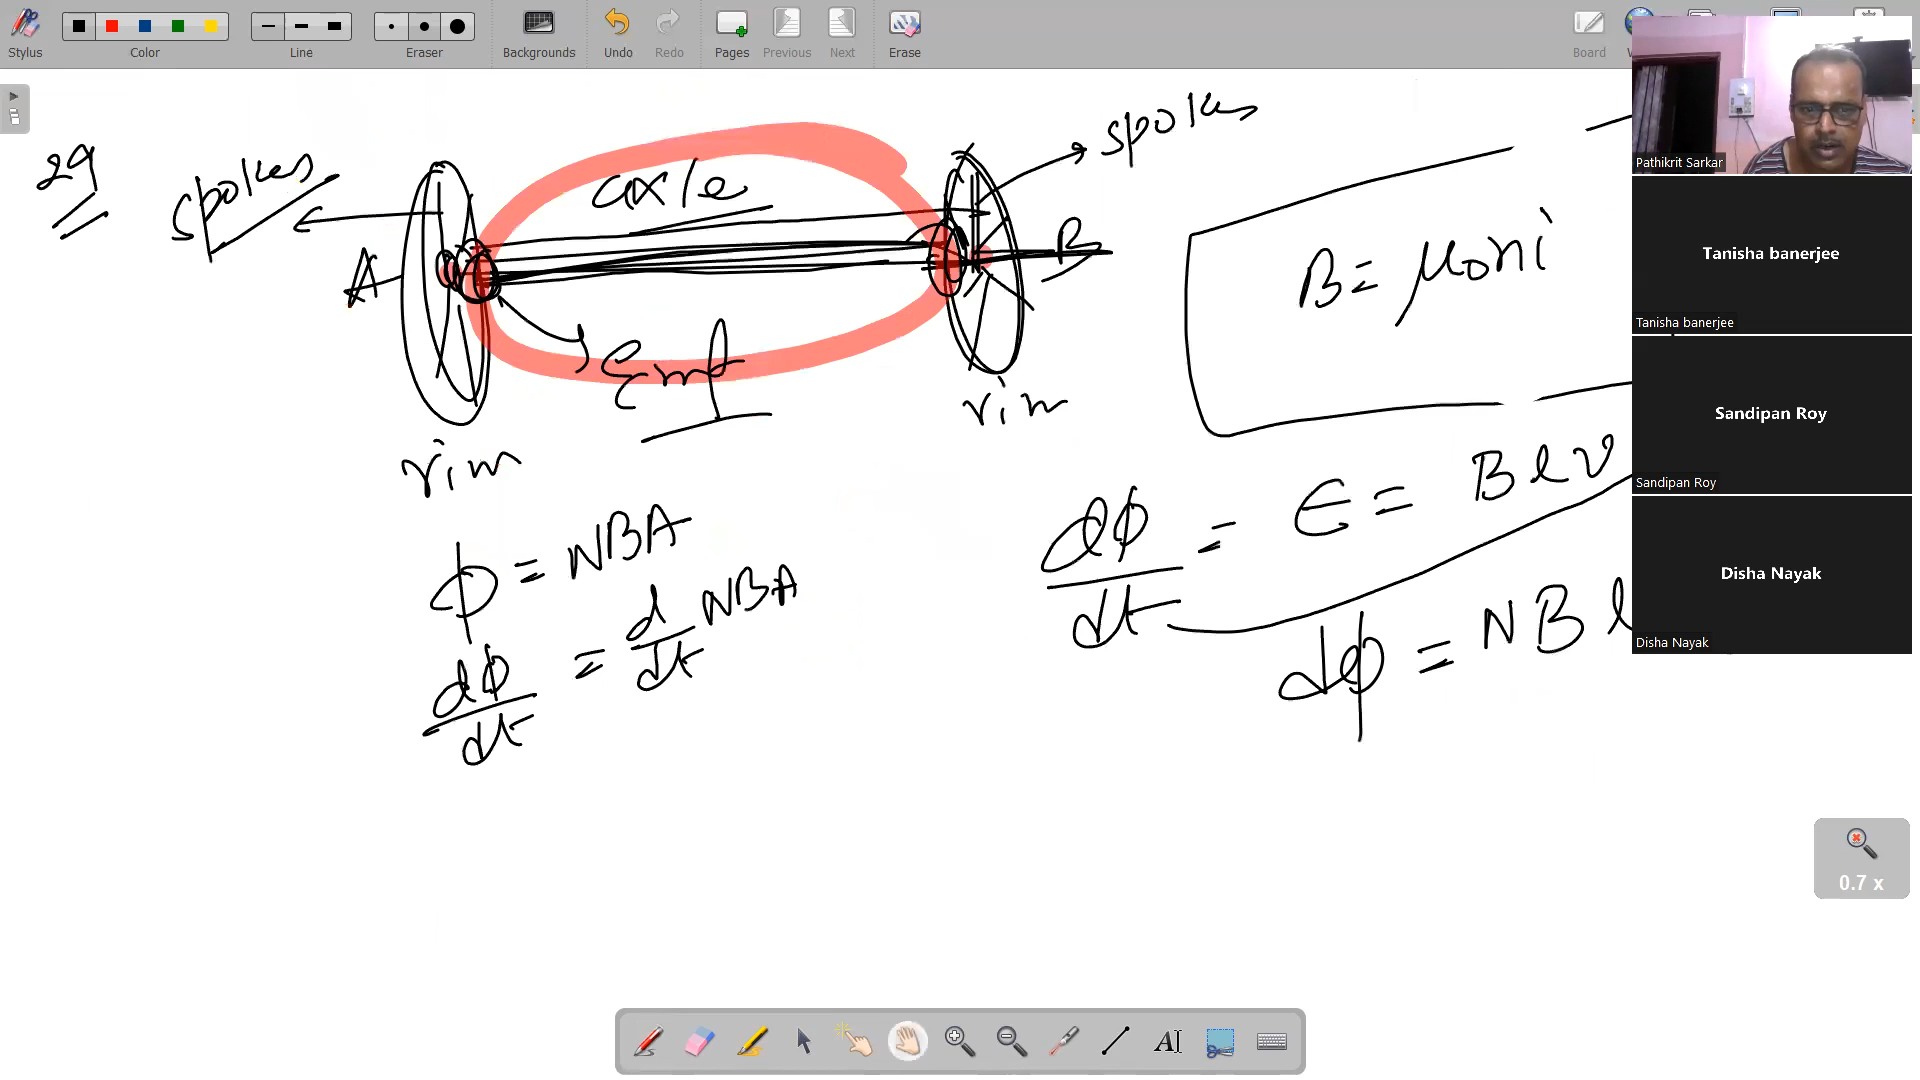 Stylus
Color
Line
Eraser
Backgrounds
Undo
Redo
Pages
Previous
Next
Erase
Board
29
spokes
axle
spokes
A
B
Emf
rim
rim
B = μ₀ni
φ = NBA
dφ/dt = d/dt NBA
dφ/dt = ε = Blv
dφ = NBl
Pathikrit Sarkar
Tanisha banerjee
Tanisha banerjee
Sandipan Roy
Sandipan Roy
Disha Nayak
Disha Nayak
0.7 x